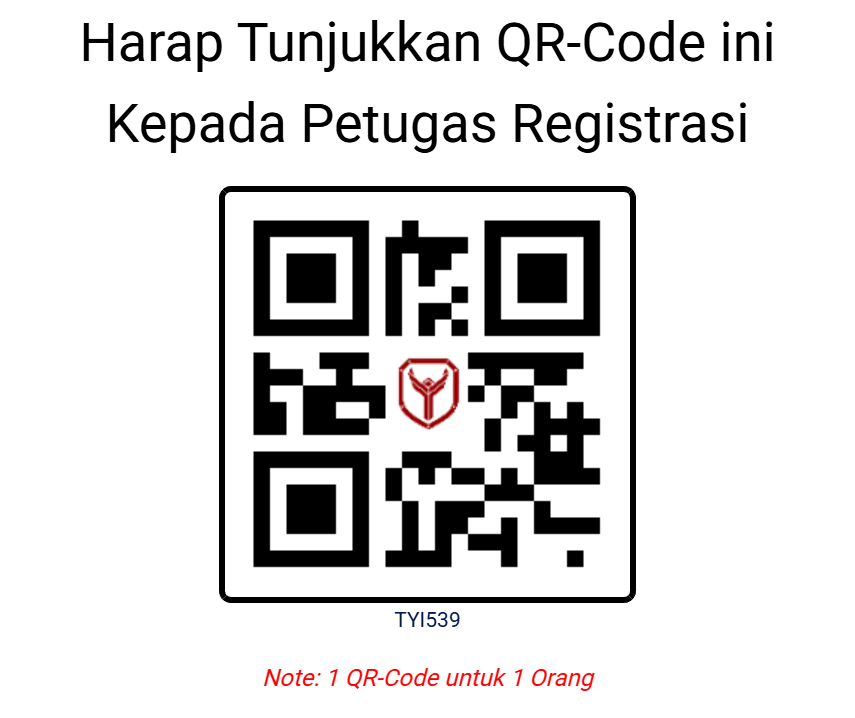 Harap Tunjukkan QR-Code ini
Kepada Petugas Registrasi
TYI539
Note: 1 QR-Code untuk 1 Orang